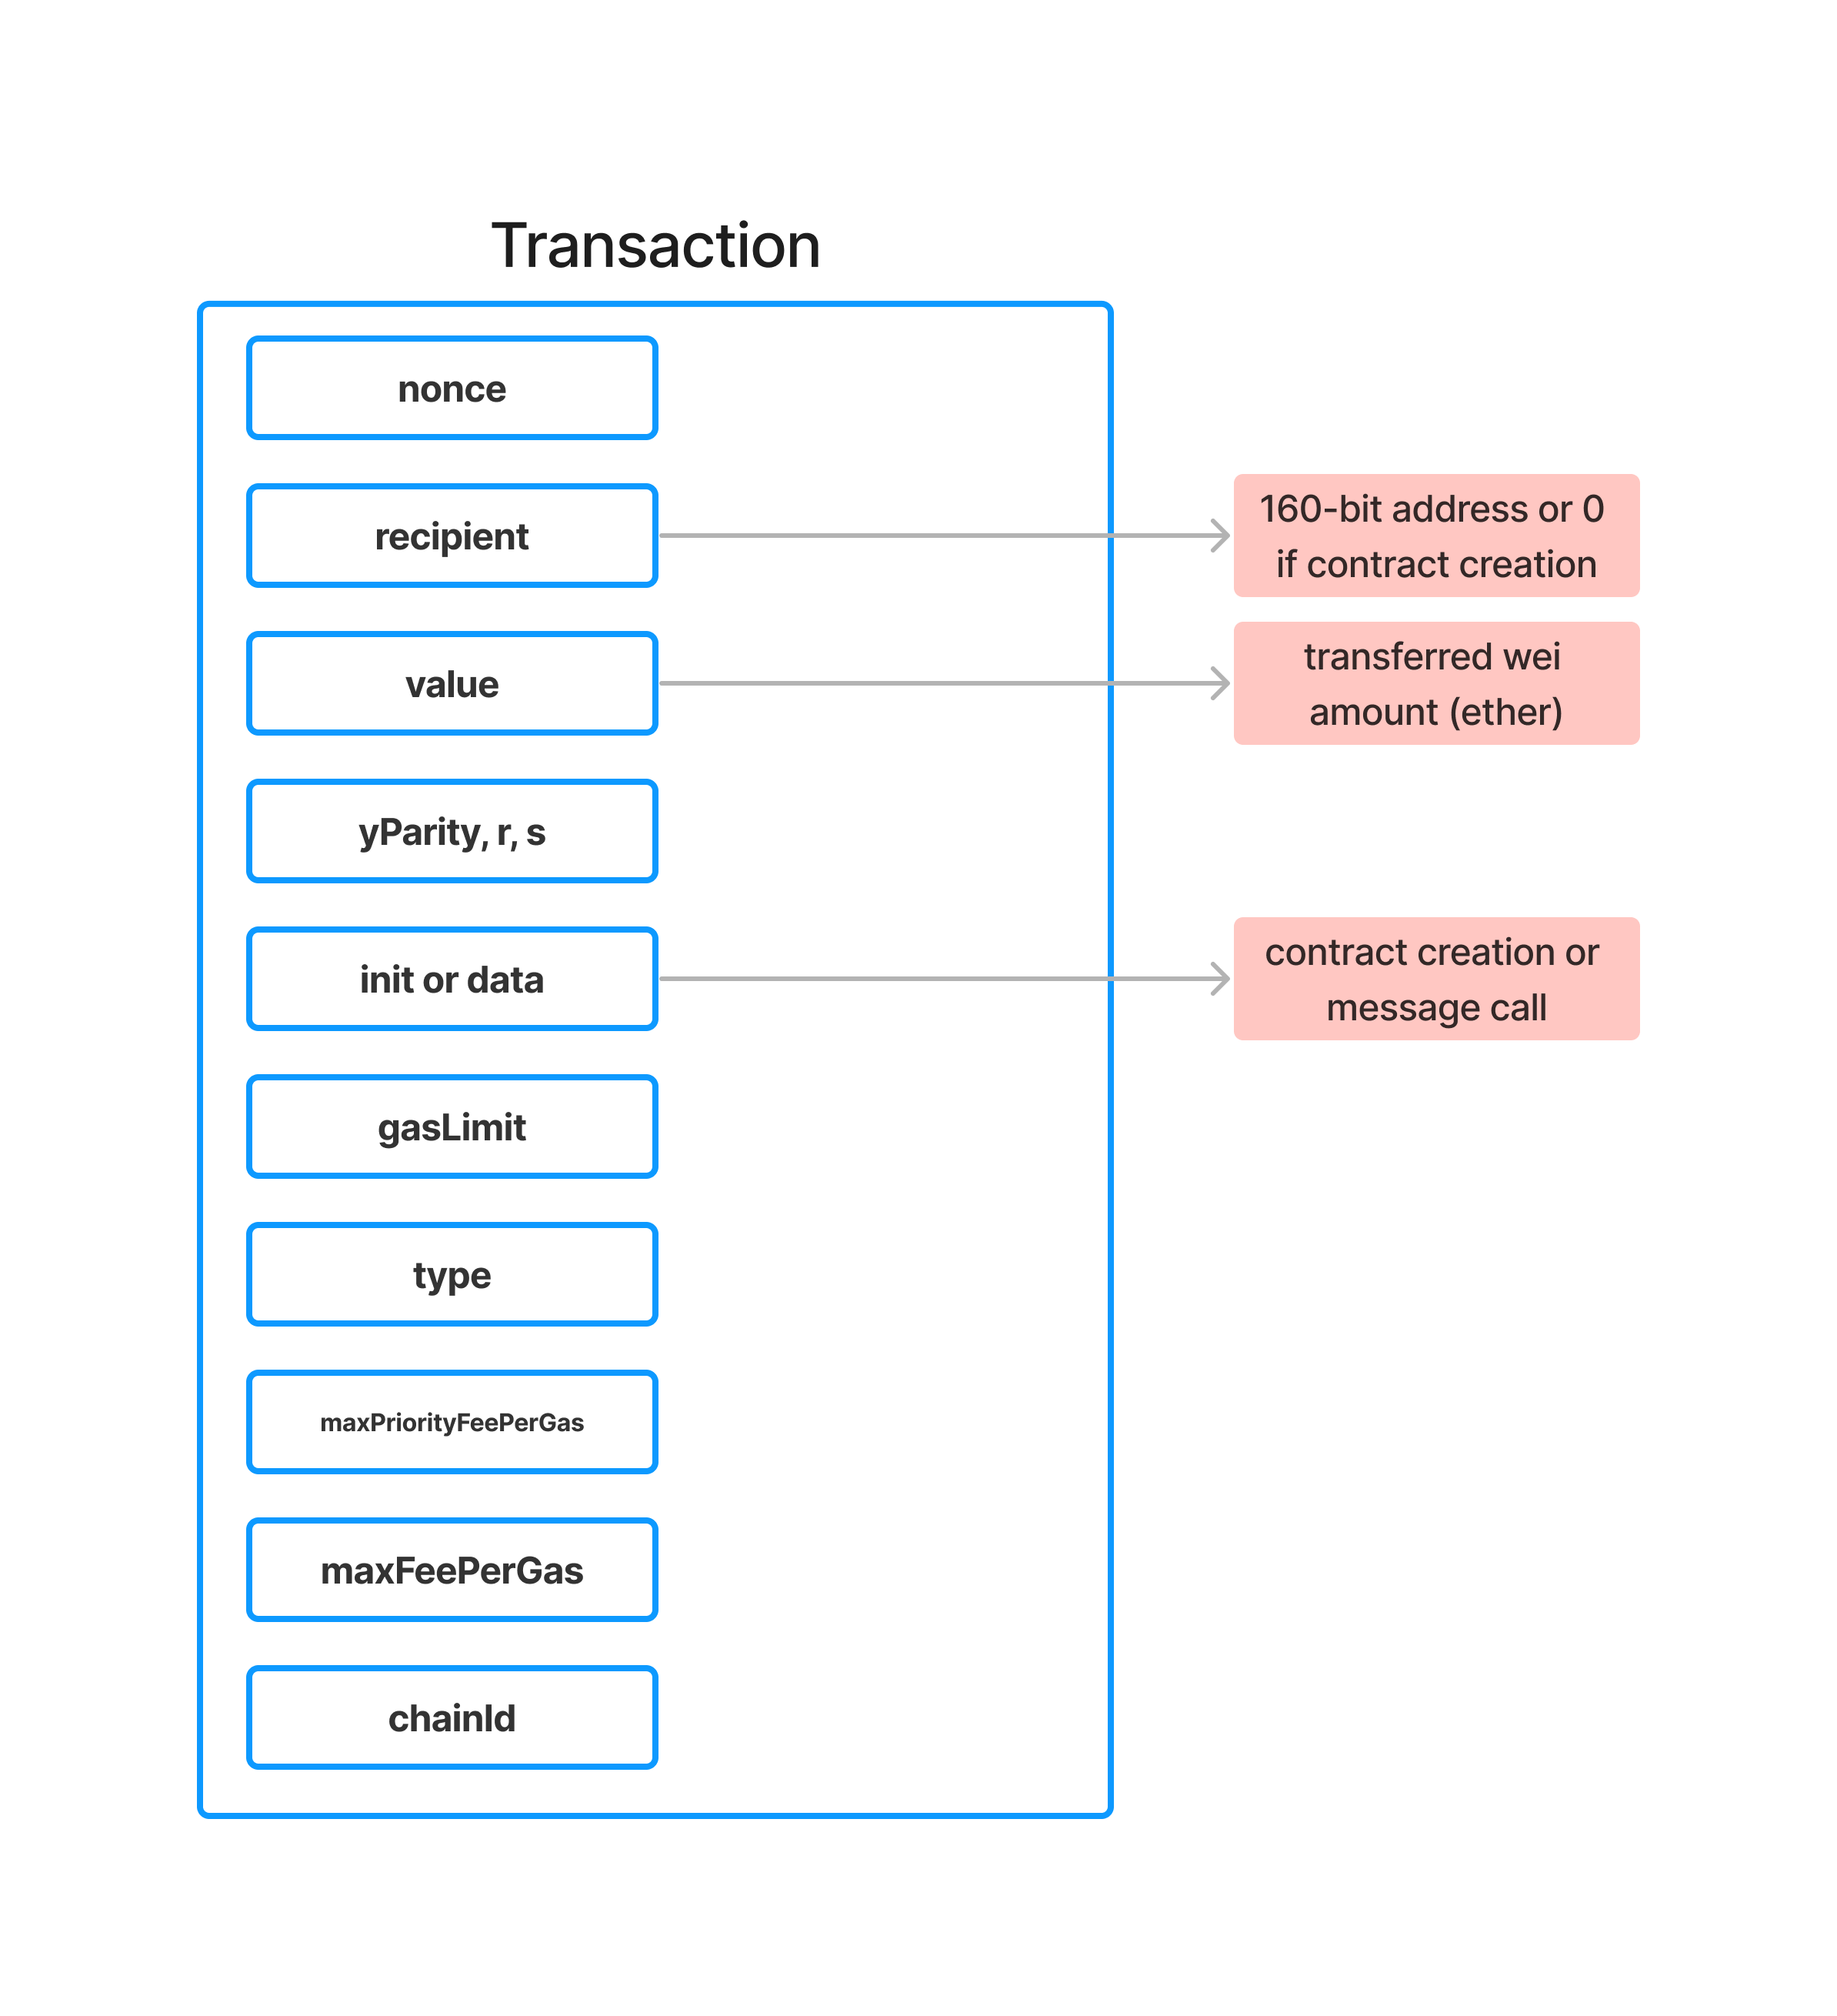 Transaction
nonce
recipient
160-bit address or 0
if contract creation
value
transferred wei
amount (ether)
yParity, r, s
init or data
contract creation or
message call
gasLimit
type
maxPriorityFeePerGas
maxFeePerGas
chainId